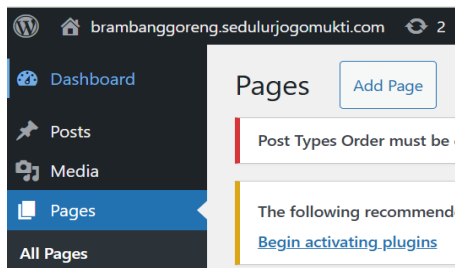 brambanggoreng.sedulurjogomukti.com 2
Dashboard
Posts
Media
Pages
All Pages
Pages Add Page
Post Types Order must be
The following recommend
Begin activating plugins